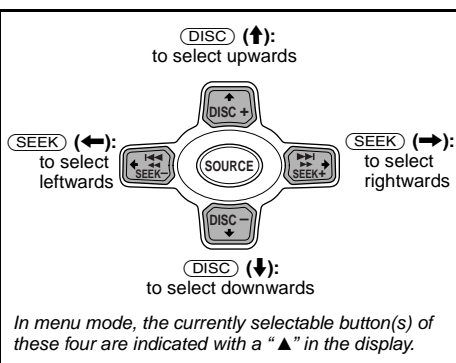 DISC (↑):
to select upwards
DISC +
SEEK (←):
to select
leftwards
SEEK–
SOURCE
SEEK+
SEEK (→):
to select
rightwards
DISC –
DISC (↓):
to select downwards
In menu mode, the currently selectable button(s) of
these four are indicated with a “▲” in the display.